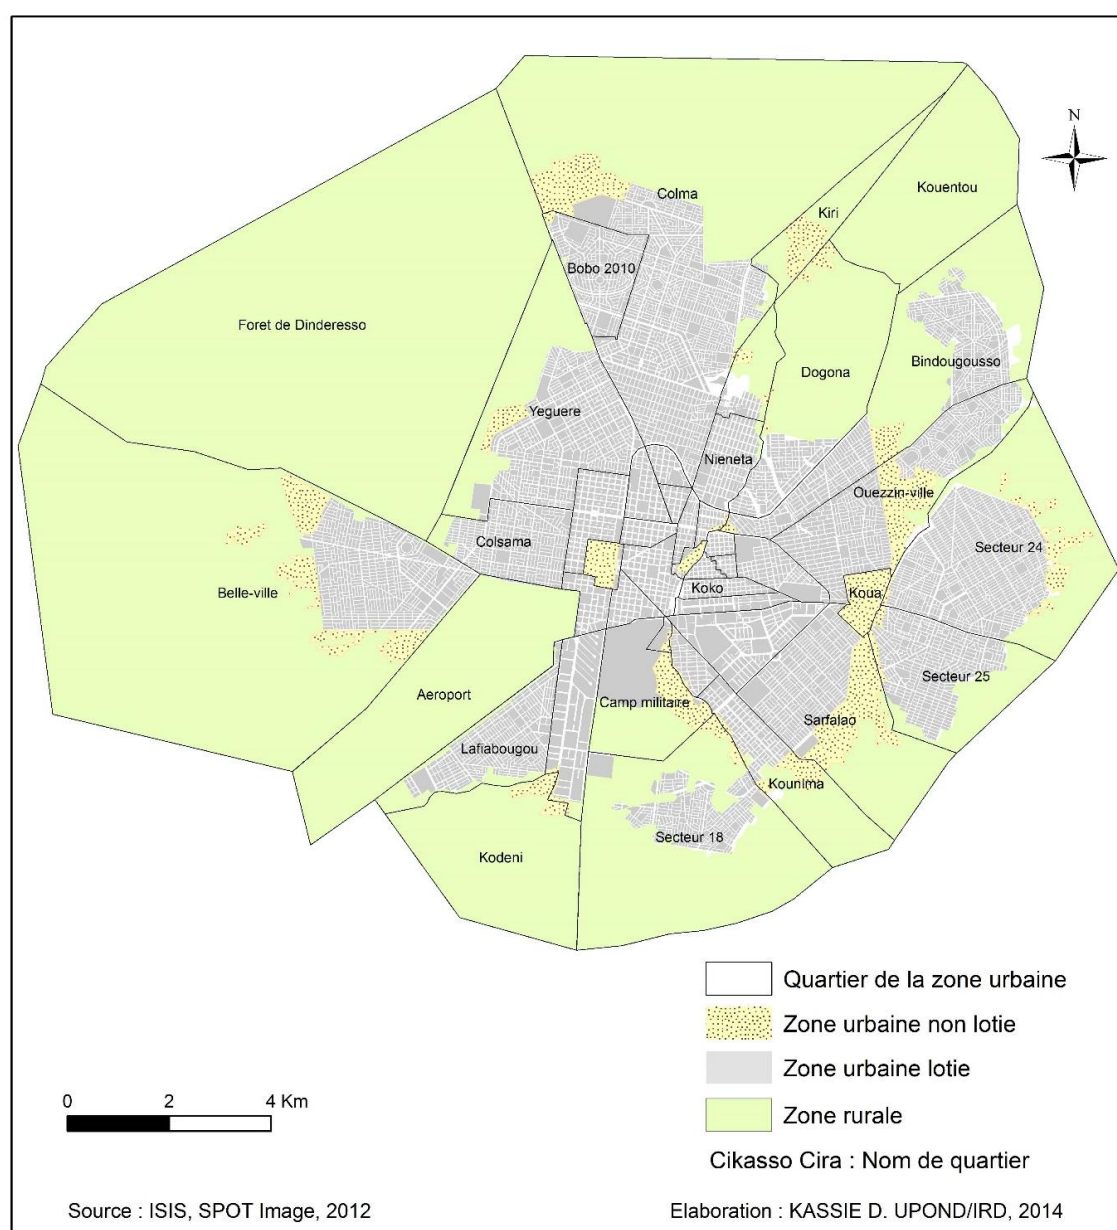 N
Kouentou
Colma
Kiri
Bobo 2010
Foret de Dinderesso
Bindougousso
Dogona
Yeguere
Nieneta
Ouezzin-ville
Colsama
Secteur 24
Belle-ville
Koko
Koua
Secteur 25
Aeroport
Camp militaire
Sarfalao
Lafiabougou
Kounima
Secteur 18
Kodeni
Quartier de la zone urbaine
Zone urbaine non lotie
Zone urbaine lotie
Zone rurale
Cikasso Cira : Nom de quartier
0 2 4 Km
Source : ISIS, SPOT Image, 2012
Elaboration : KASSIE D. UPOND/IRD, 2014